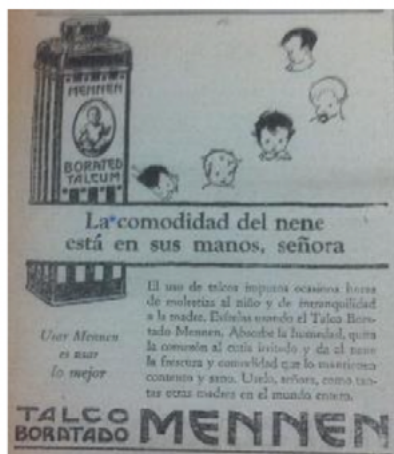 MENNEN
BORATED
TALCUM
La comodidad del nene
está en sus manos, señora
El uso de talcos impuros ocasiona horas
de molestias al niño y de intranquilidad
a la madre. Evítelas usando el Talco Bora-
tado Mennen. Absorbe la humedad, quita
la comezón al cutis irritado y da al nene
la frescura y comodidad que lo mantienen
contento y sano. Uselo, señora, como tan-
tas otras madres en el mundo entero.
Usar Mennen
es usar
lo mejor
TALCO
BORATADO
MENNEN